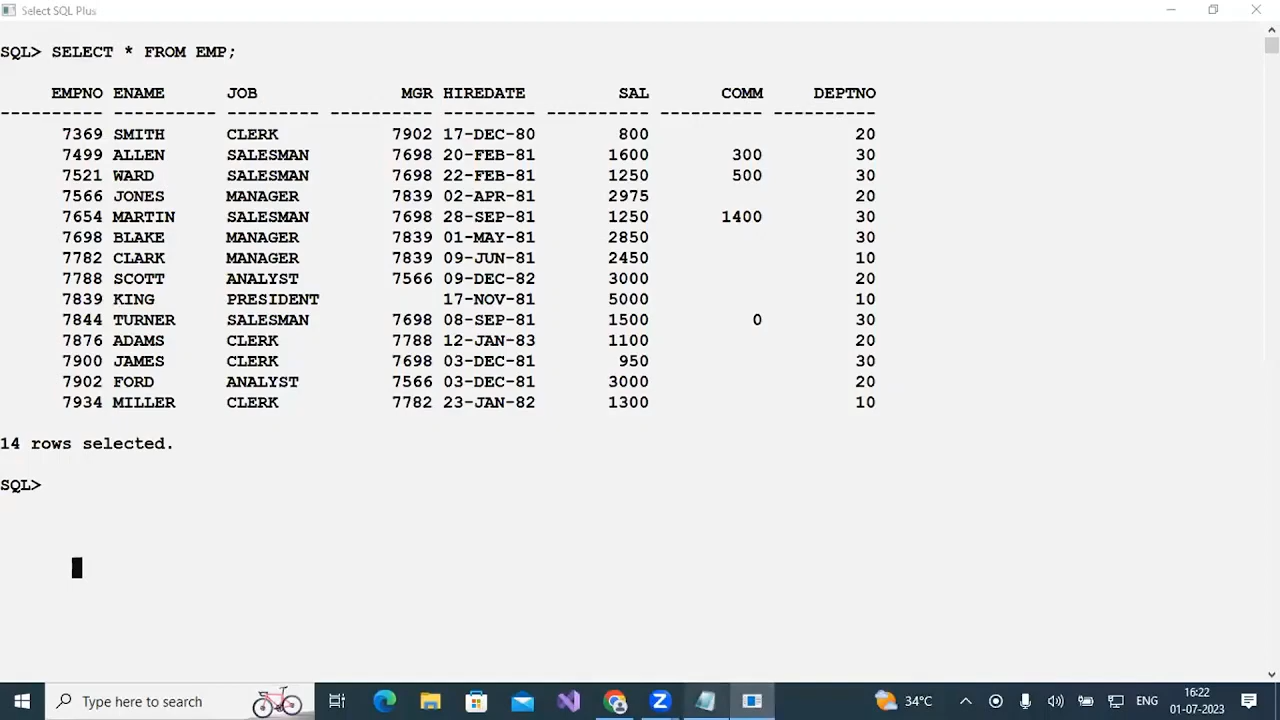 Select SQL Plus
SQL> SELECT * FROM EMP;
     EMPNO ENAME      JOB              MGR HIREDATE         SAL       COMM     DEPTNO
---------- ---------- --------- ---------- --------- ---------- ---------- ----------
      7369 SMITH      CLERK           7902 17-DEC-80        800                    20
      7499 ALLEN      SALESMAN        7698 20-FEB-81       1600        300         30
      7521 WARD       SALESMAN        7698 22-FEB-81       1250        500         30
      7566 JONES      MANAGER         7839 02-APR-81       2975                    20
      7654 MARTIN     SALESMAN        7698 28-SEP-81       1250       1400         30
      7698 BLAKE      MANAGER         7839 01-MAY-81       2850                    30
      7782 CLARK      MANAGER         7839 09-JUN-81       2450                    10
      7788 SCOTT      ANALYST         7566 09-DEC-82       3000                    20
      7839 KING       PRESIDENT            17-NOV-81       5000                    10
      7844 TURNER     SALESMAN        7698 08-SEP-81       1500          0         30
      7876 ADAMS      CLERK           7788 12-JAN-83       1100                    20
      7900 JAMES      CLERK           7698 03-DEC-81        950                    30
      7902 FORD       ANALYST         7566 03-DEC-81       3000                    20
      7934 MILLER     CLERK           7782 23-JAN-82       1300                    10
14 rows selected.
SQL>
Type here to search
34°C
ENG
16:22
01-07-2023